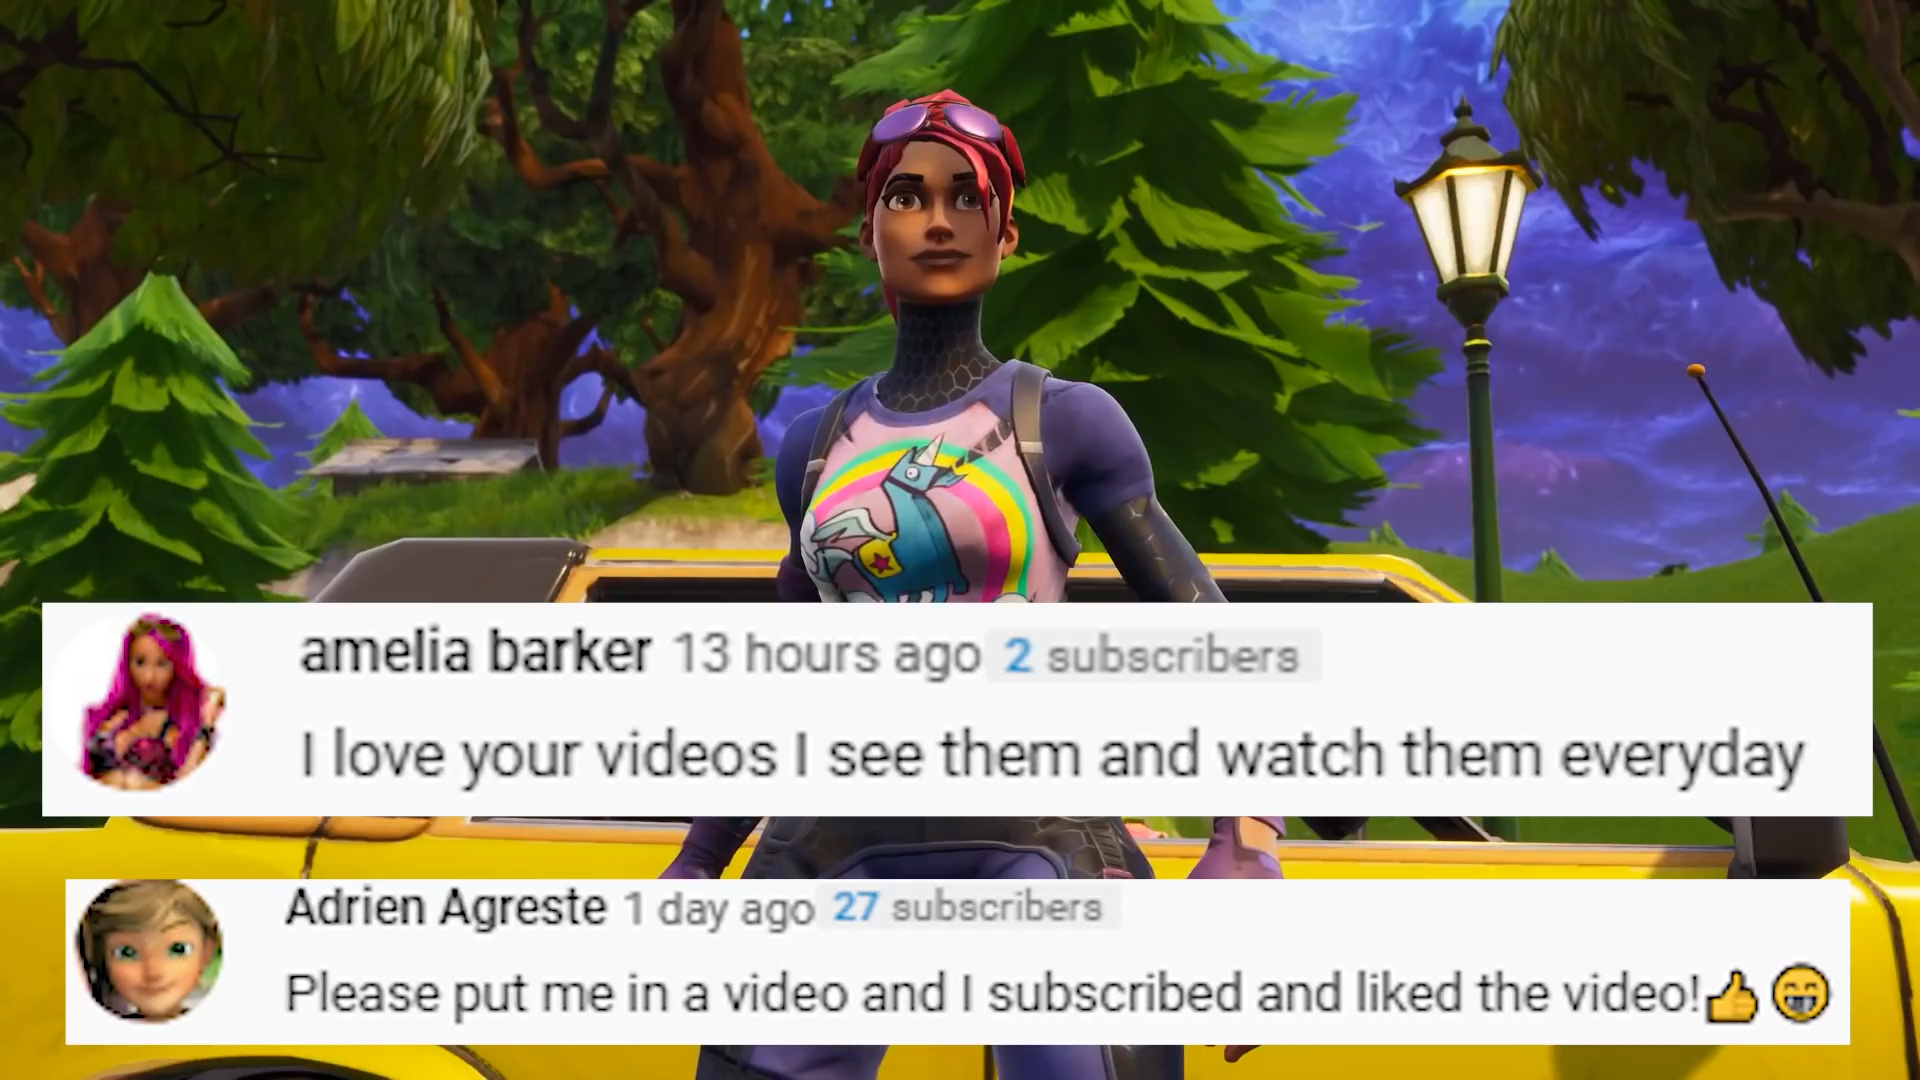 amelia barker 13 hours ago 2 subscribers
I love your videos I see them and watch them everyday
Adrien Agreste 1 day ago 27 subscribers
Please put me in a video and I subscribed and liked the video!👍😁